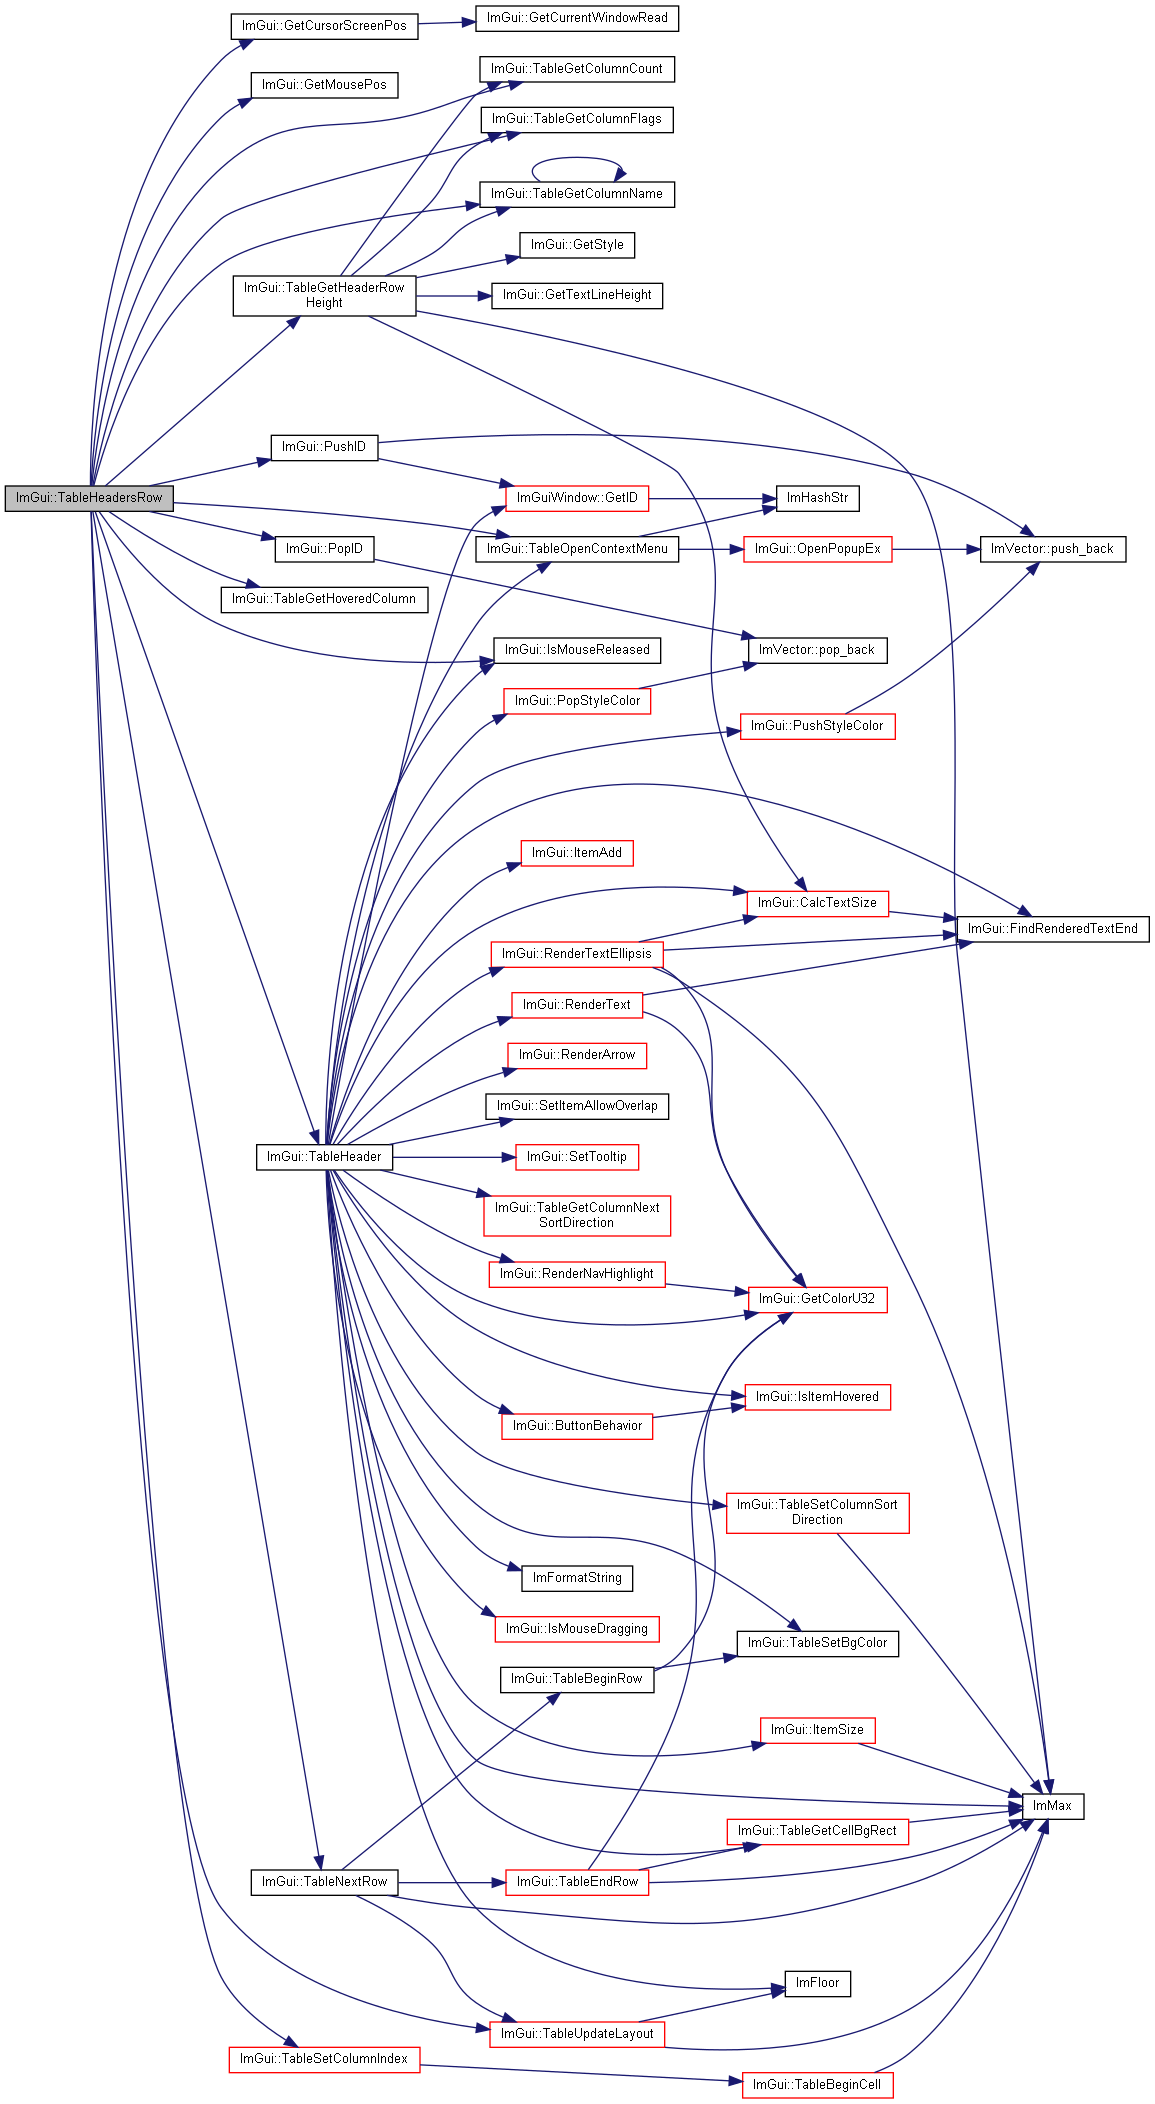 ImGui::GetCursorScreenPos
ImGui::GetCurrentWindowRead
ImGui::TableGetColumnCount
ImGui::GetMousePos
ImGui::TableGetColumnFlags
ImGui::TableGetColumnName
ImGui::GetStyle
ImGui::TableGetHeaderRow
Height
ImGui::GetTextLineHeight
ImGui::PushID
ImGui::TableHeadersRow
ImGuiWindow::GetID
ImHashStr
ImGui::PopID
ImGui::TableOpenContextMenu
ImGui::OpenPopupEx
ImVector::push_back
ImGui::TableGetHoveredColumn
ImGui::IsMouseReleased
ImVector::pop_back
ImGui::PopStyleColor
ImGui::PushStyleColor
ImGui::ItemAdd
ImGui::CalcTextSize
ImGui::FindRenderedTextEnd
ImGui::RenderTextEllipsis
ImGui::RenderText
ImGui::RenderArrow
ImGui::SetItemAllowOverlap
ImGui::TableHeader
ImGui::SetTooltip
ImGui::TableGetColumnNext
SortDirection
ImGui::RenderNavHighlight
ImGui::GetColorU32
ImGui::IsItemHovered
ImGui::ButtonBehavior
ImGui::TableSetColumnSort
Direction
ImFormatString
ImGui::IsMouseDragging
ImGui::TableSetBgColor
ImGui::TableBeginRow
ImGui::ItemSize
ImMax
ImGui::TableGetCellBgRect
ImGui::TableNextRow
ImGui::TableEndRow
ImFloor
ImGui::TableUpdateLayout
ImGui::TableSetColumnIndex
ImGui::TableBeginCell